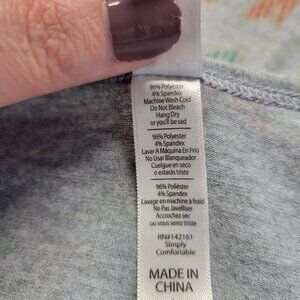 96% Polyester
4% Spandex
Machine Wash Cold
Do Not Bleach
Hang Dry
or you'll be sad
96% Polyester
4% Spandex
Lavar A Máquina En Frío
No Usar Blanqueador
Cuelgue en seco
o estarás triste
96% Poliéster
4% Spandex
Lavage en machine à froid
Ne Pas Javelliser
Accrochez sec
ou vous serez triste
RN#142161
Simply
Comfortable
MADE IN
CHINA